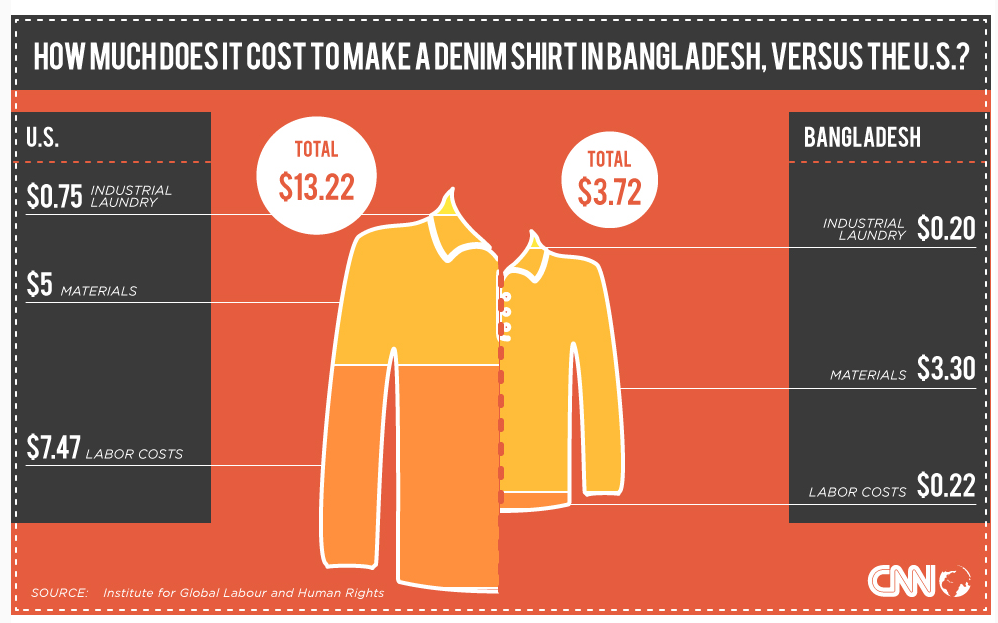 HOW MUCH DOES IT COST TO MAKE A DENIM SHIRT IN BANGLADESH, VERSUS THE U.S.?
U.S.
$0.75 INDUSTRIAL
LAUNDRY
$5 MATERIALS
$7.47 LABOR COSTS
TOTAL
$13.22
TOTAL
$3.72
BANGLADESH
INDUSTRIAL
LAUNDRY $0.20
MATERIALS $3.30
LABOR COSTS $0.22
SOURCE: Institute for Global Labour and Human Rights
CNN